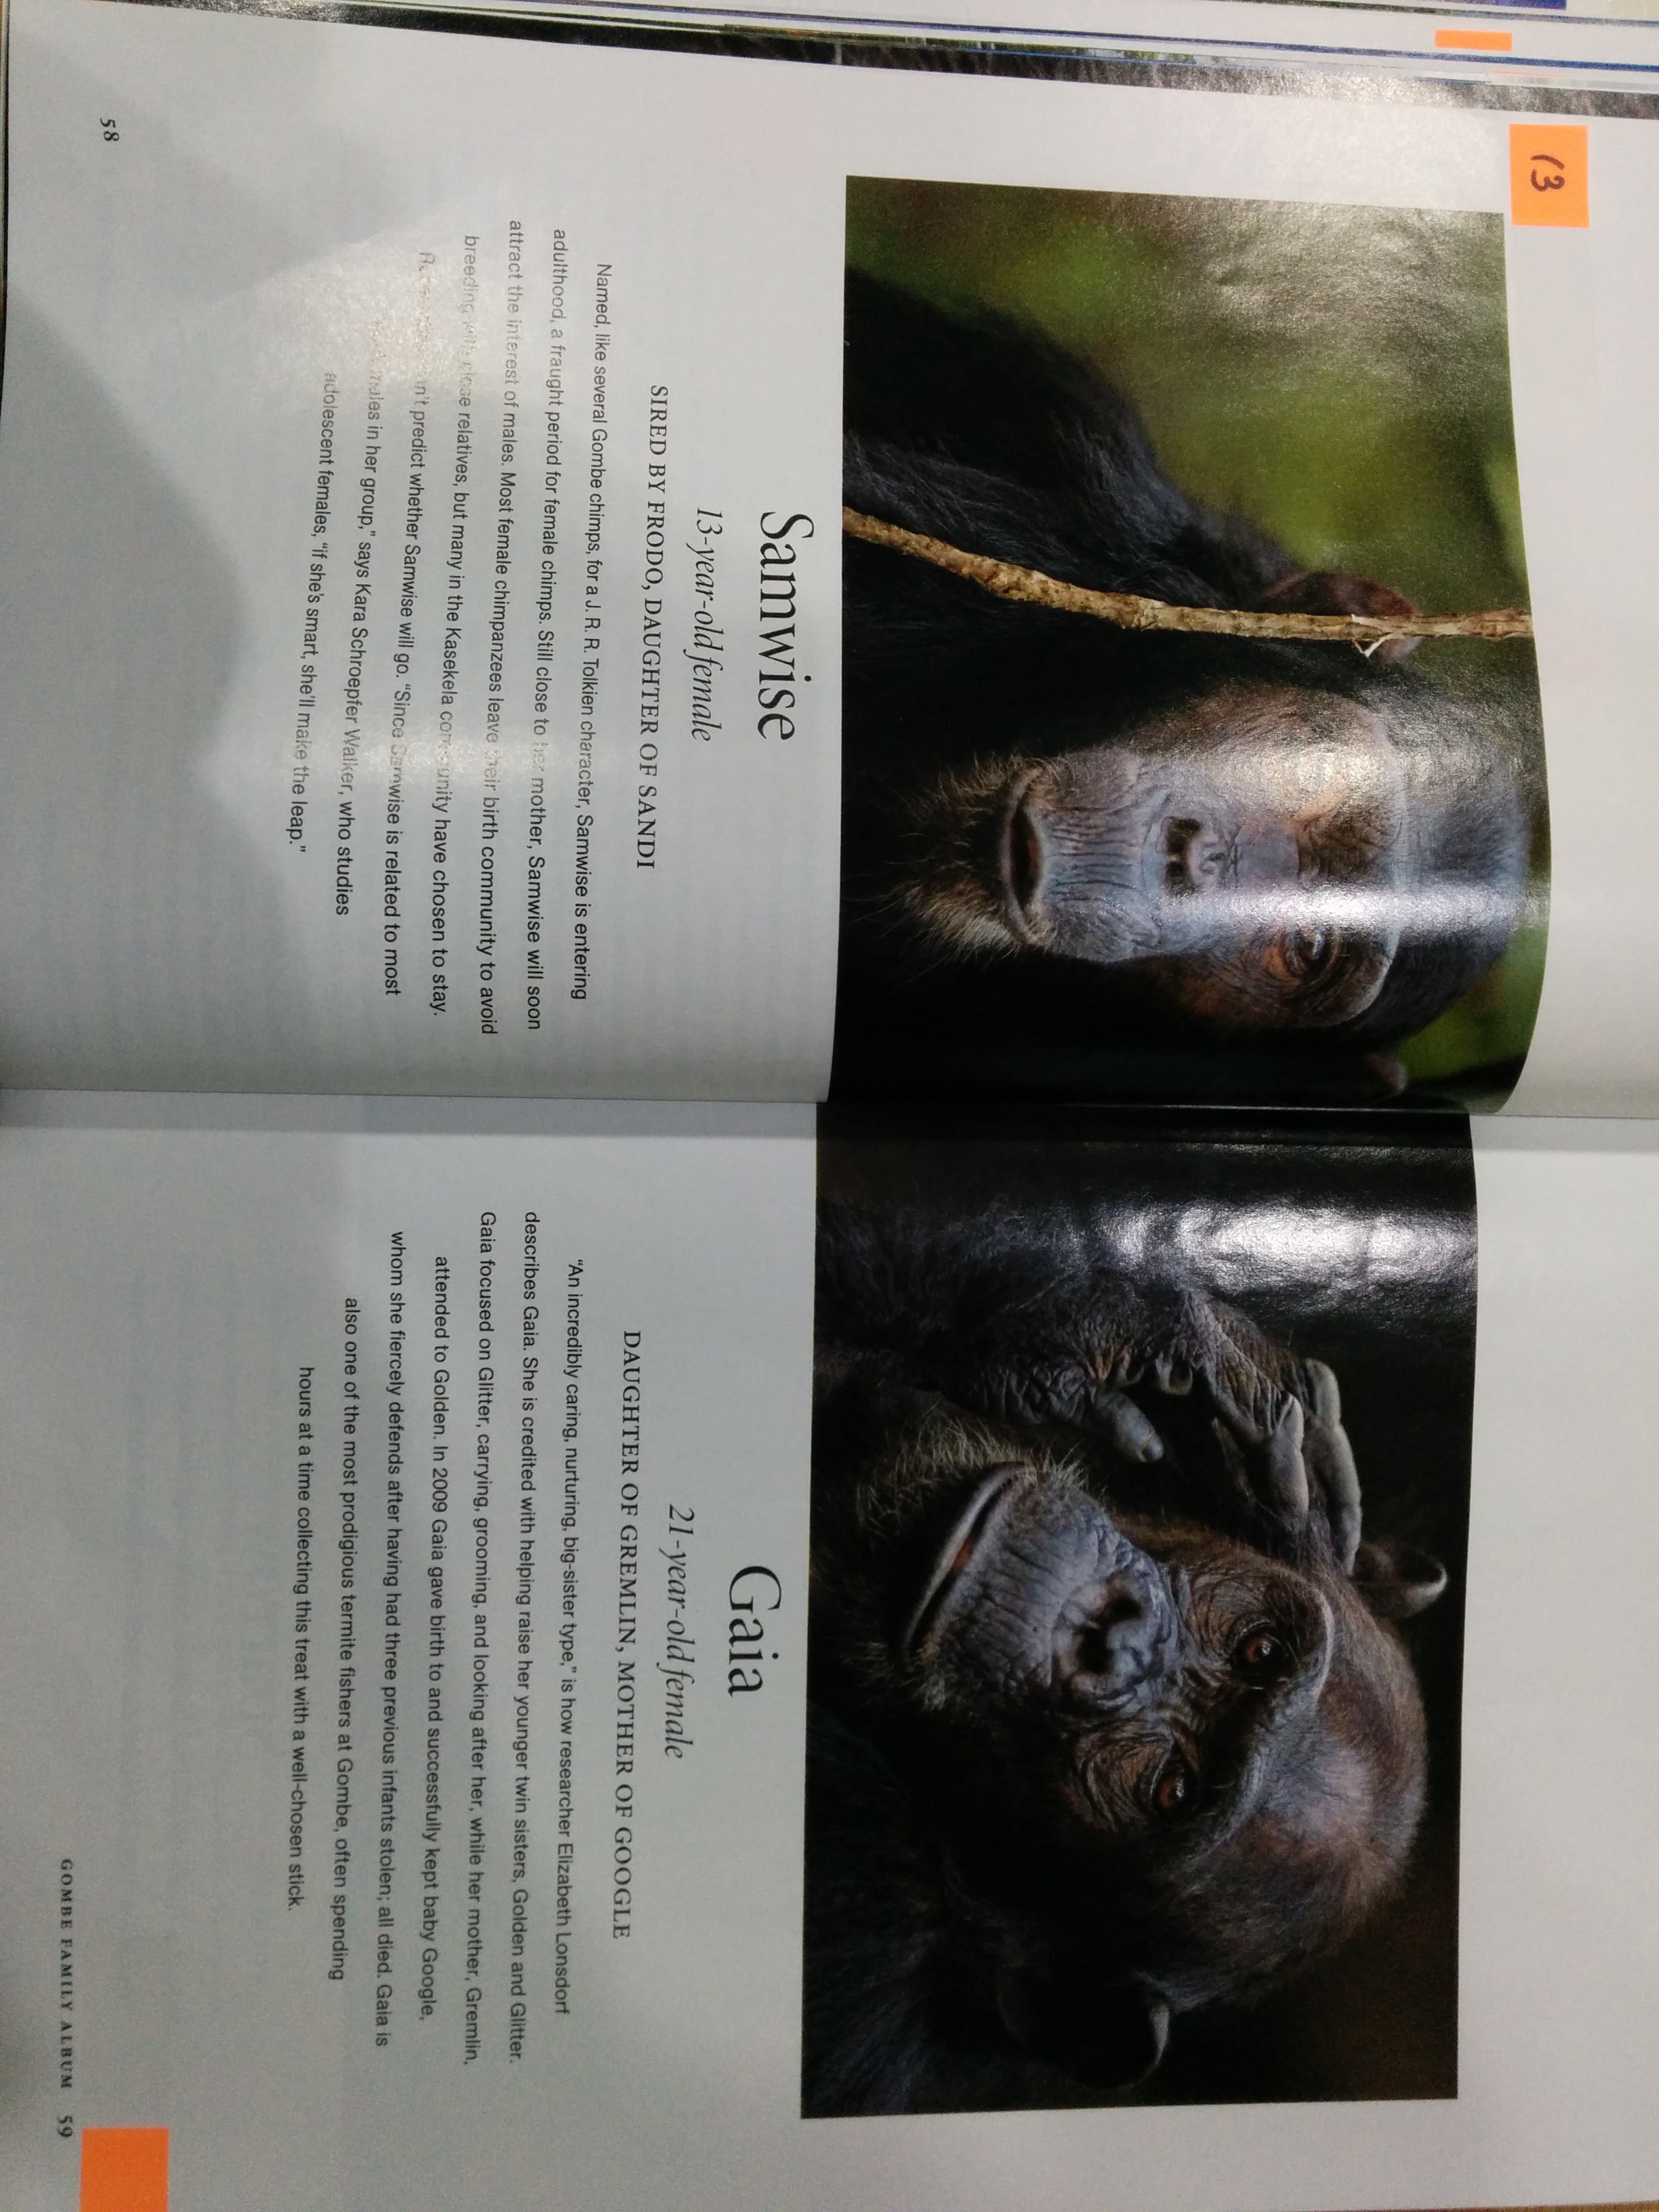 13
Samwise
13-year-old female
SIRED BY FRODO, DAUGHTER OF SANDI
Named, like several Gombe chimps, for a J. R. R. Tolkien character, Samwise is entering
adulthood, a fraught period for female chimps. Still close to her mother, Samwise will soon
attract the interest of males. Most female chimpanzees leave their birth community to avoid
breeding with close relatives, but many in the Kasekela community have chosen to stay.
predict whether Samwise will go. “Since Samwise is related to most
males in her group,” says Kara Schroepfer Walker, who studies
adolescent females, “if she’s smart, she’ll make the leap.”
58
Gaia
21-year-old female
DAUGHTER OF GREMLIN, MOTHER OF GOOGLE
“An incredibly caring, nurturing, big-sister type,” is how researcher Elizabeth Lonsdorf
describes Gaia. She is credited with helping raise her younger twin sisters, Golden and Glitter.
Gaia focused on Glitter, carrying, grooming, and looking after her, while her mother, Gremlin,
attended to Golden. In 2009 Gaia gave birth to and successfully kept baby Google,
whom she fiercely defends after having had three previous infants stolen; all died. Gaia is
also one of the most prodigious termite fishers at Gombe, often spending
hours at a time collecting this treat with a well-chosen stick.
GOMBE FAMILY ALBUM 59